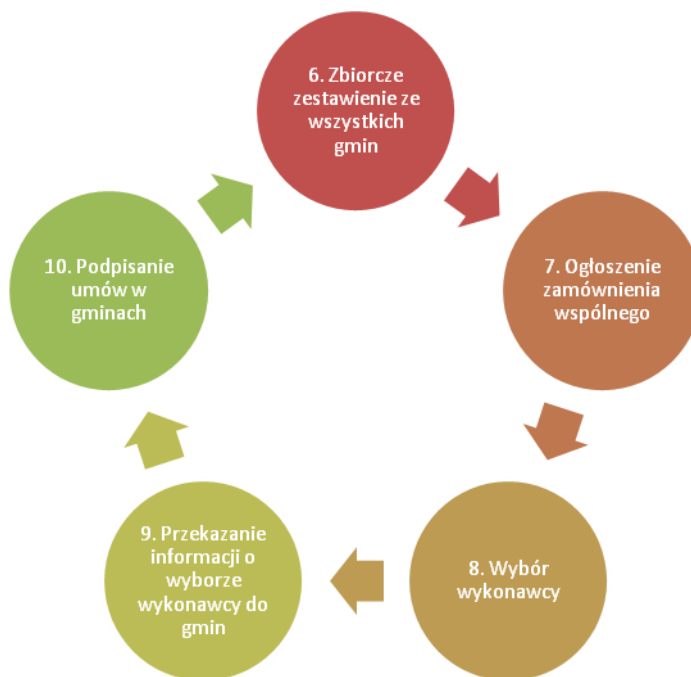 6. Zbiorcze
zestawienie ze
wszystkich
gmin
7. Ogłoszenie
zamównienia
wspólnego
8. Wybór
wykonawcy
9. Przekazanie
informacji o
wyborze
wykonawcy do
gmin
10. Podpisanie
umów w
gminach